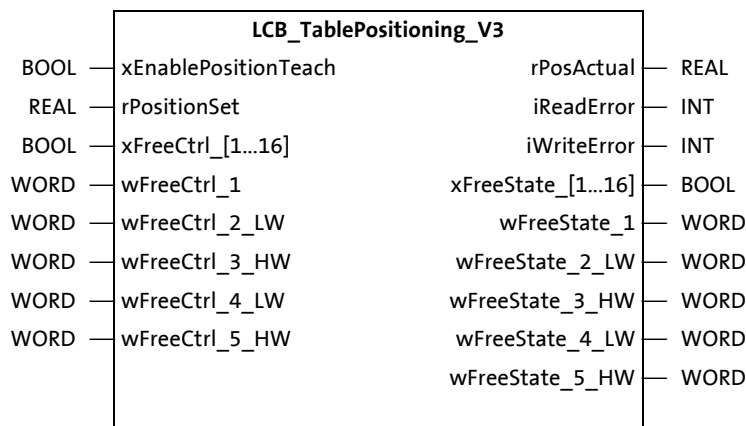 LCB_TablePositioning_V3
BOOL xEnablePositionTeach rPosActual REAL
REAL rPositionSet iReadError INT
BOOL xFreeCtrl_[1...16] iWriteError INT
WORD wFreeCtrl_1 xFreeState_[1...16] BOOL
WORD wFreeCtrl_2_LW wFreeState_1 WORD
WORD wFreeCtrl_3_HW wFreeState_2_LW WORD
WORD wFreeCtrl_4_LW wFreeState_3_HW WORD
WORD wFreeCtrl_5_HW wFreeState_4_LW WORD
wFreeState_5_HW WORD